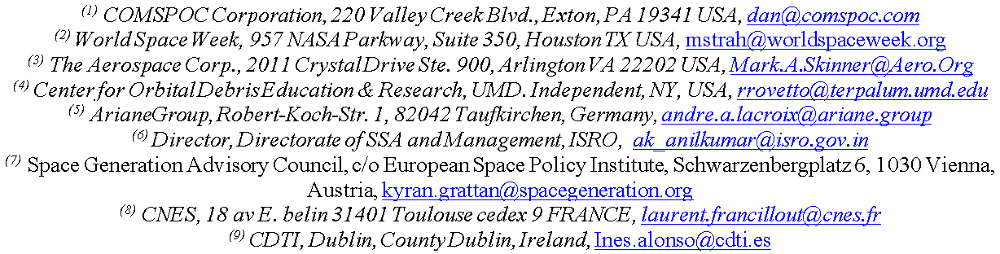 (1) COMSPOC Corporation, 220 Valley Creek Blvd., Exton, PA 19341 USA, dan@comspoc.com
(2) World Space Week, 957 NASA Parkway, Suite 350, Houston TX USA, mstrah@worldspaceweek.org
(3) The Aerospace Corp., 2011 Crystal Drive Ste. 900, Arlington VA 22202 USA, Mark.A.Skinner@Aero.Org
(4) Center for Orbital Debris Education & Research, UMD. Independent, NY, USA, rrovetto@terpalum.umd.edu
(5) ArianeGroup, Robert-Koch-Str. 1, 82042 Taufkirchen, Germany, andre.a.lacroix@ariane.group
(6) Director, Directorate of SSA and Management, ISRO, ak_anilkumar@isro.gov.in
(7) Space Generation Advisory Council, c/o European Space Policy Institute, Schwarzenbergplatz 6, 1030 Vienna,
Austria, kyran.grattan@spacegeneration.org
(8) CNES, 18 av E. belin 31401 Toulouse cedex 9 FRANCE, laurent.francillout@cnes.fr
(9) CDTI, Dublin, County Dublin, Ireland, Ines.alonso@cdti.es